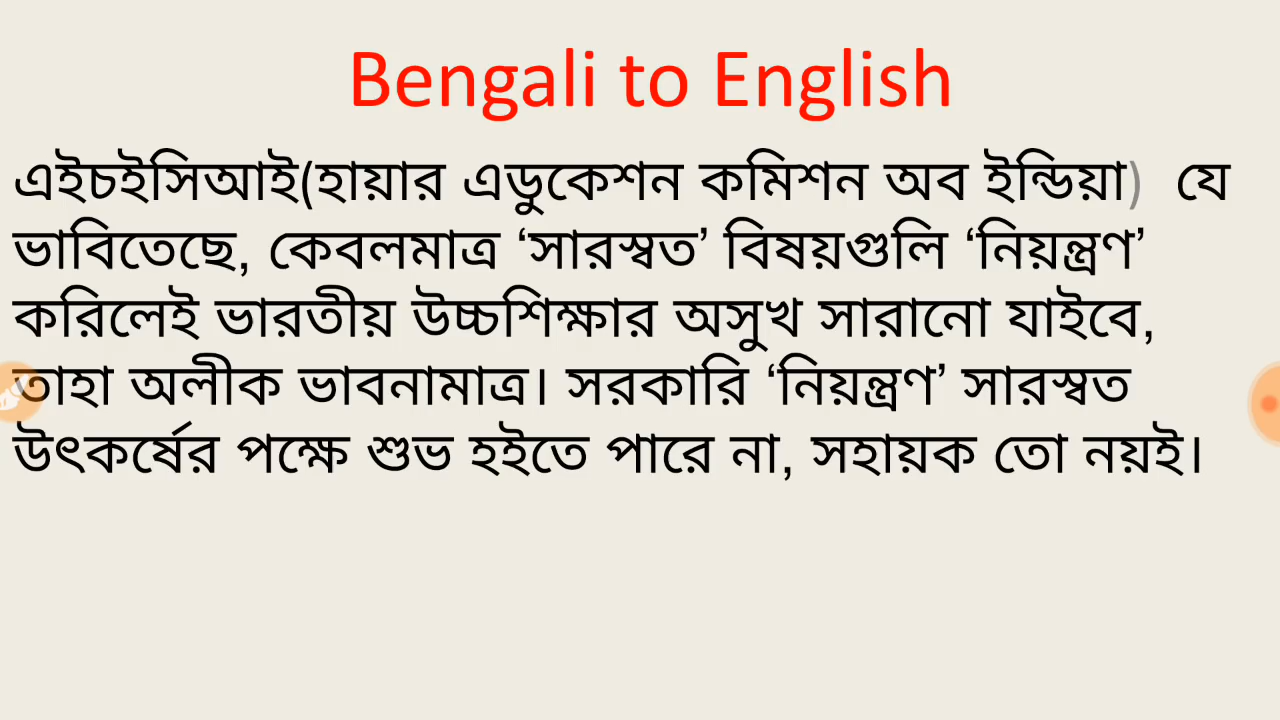 Bengali to English
এইচইসিআই(হায়ার এডুকেশন কমিশন অব ইন্ডিয়া) যে
ভাবিতেছে, কেবলমাত্র ‘সারস্বত’ বিষয়গুলি ‘নিয়ন্ত্রণ’
করিলেই ভারতীয় উচ্চশিক্ষার অসুখ সারানো যাইবে,
তাহা অলীক ভাবনামাত্র। সরকারি ‘নিয়ন্ত্রণ’ সারস্বত
উৎকর্ষের পক্ষে শুভ হইতে পারে না, সহায়ক তো নয়ই।